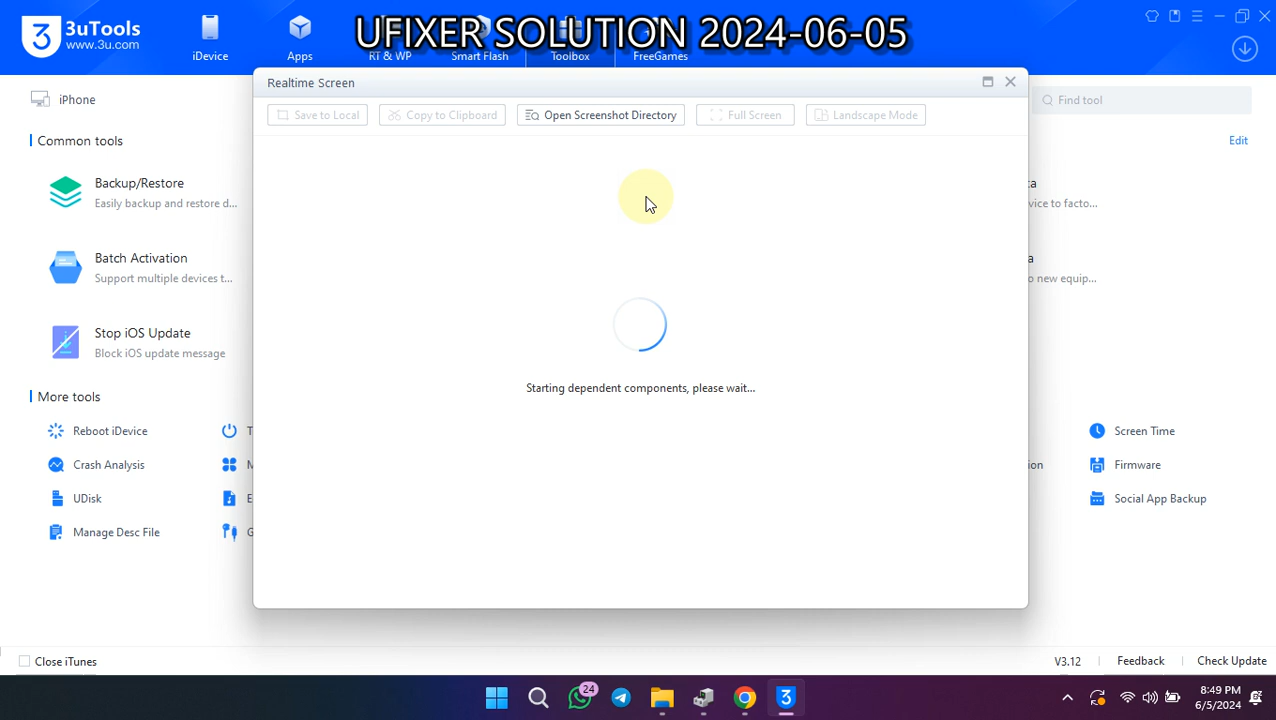 3uTools
www.3u.com
UFIXER SOLUTION 2024-06-05
iDevice
Apps
RT & WP
Smart Flash
Toolbox
FreeGames
Realtime Screen
iPhone
Find tool
Save to Local
Copy to Clipboard
Open Screenshot Directory
Full Screen
Landscape Mode
Common tools
Edit
Backup/Restore
Easily backup and restore d...
ta
vice to facto...
Batch Activation
Support multiple devices t...
a
o new equip...
Stop iOS Update
Block iOS update message
Starting dependent components, please wait...
More tools
Reboot iDevice
Screen Time
Crash Analysis
M
ion
Firmware
UDisk
E
Social App Backup
Manage Desc File
G
Close iTunes
V3.12
Feedback
Check Update
24
3
8:49 PM
6/5/2024